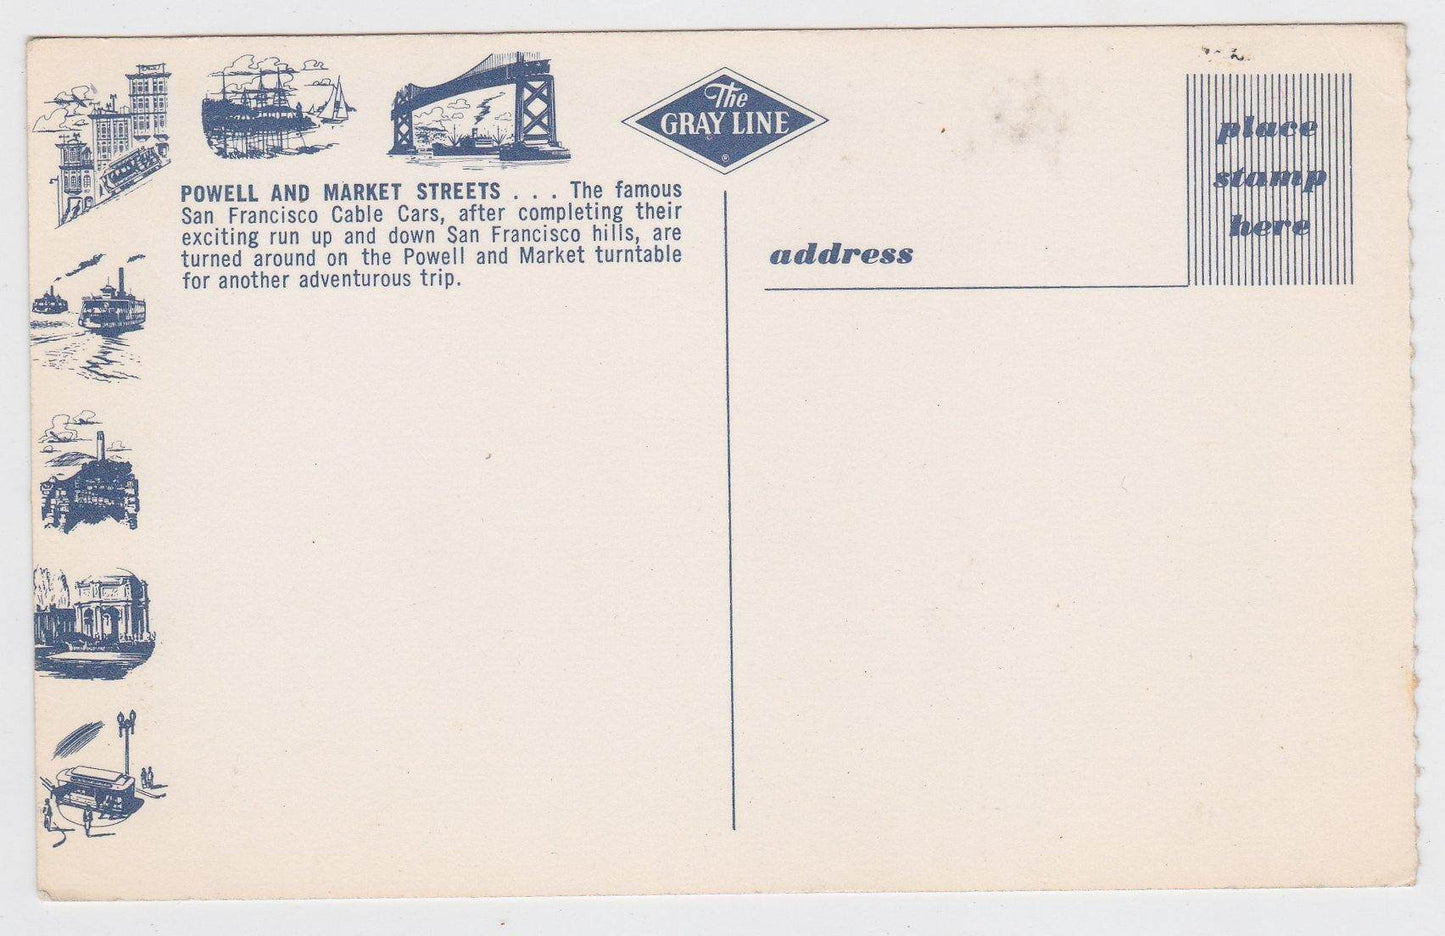 The
GRAY LINE
®
POWELL AND MARKET STREETS . . . The famous
San Francisco Cable Cars, after completing their
exciting run up and down San Francisco hills, are
turned around on the Powell and Market turntable
for another adventurous trip.
address
place
stamp
here